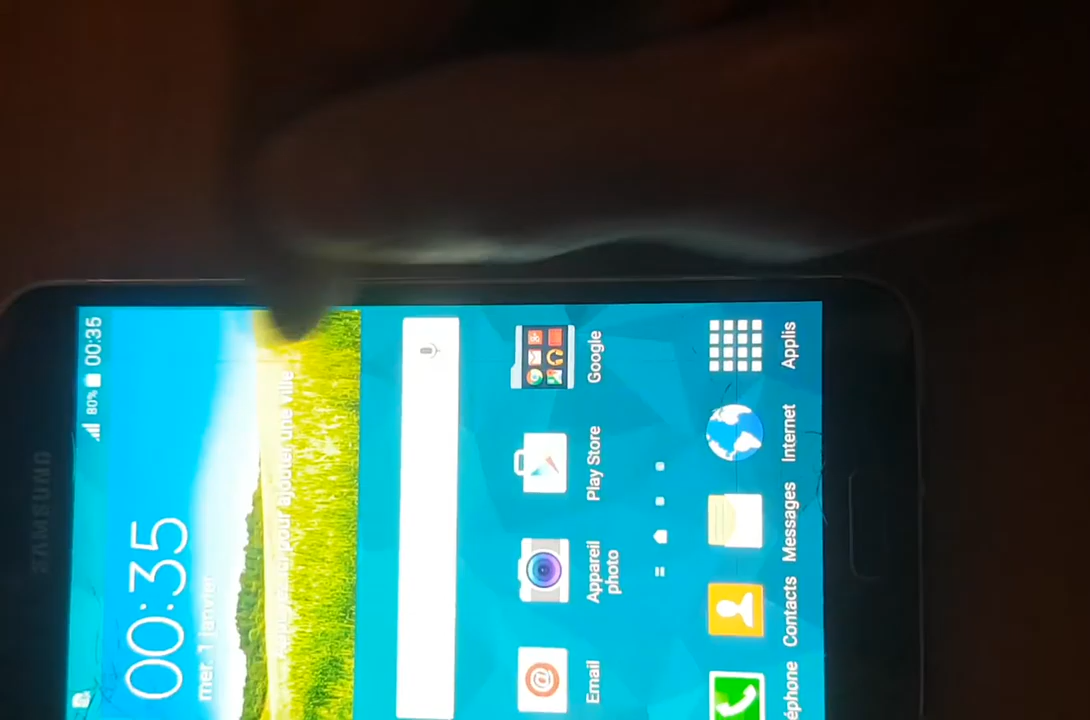 SAMSUNG
80% 00:35
00:35
mer. 1 janvier
pour ajouter une ville
Email
Appareil photo
Play Store
Google
Contacts
Messages
Internet
Applis